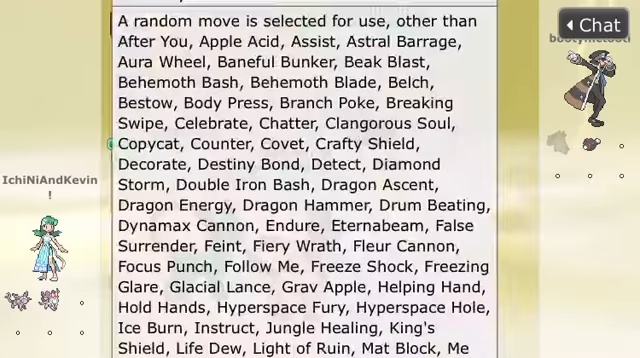 A random move is selected for use, other than
After You, Apple Acid, Assist, Astral Barrage,
Aura Wheel, Baneful Bunker, Beak Blast,
Behemoth Bash, Behemoth Blade, Belch,
Bestow, Body Press, Branch Poke, Breaking
Swipe, Celebrate, Chatter, Clangorous Soul,
Copycat, Counter, Covet, Crafty Shield,
Decorate, Destiny Bond, Detect, Diamond
Storm, Double Iron Bash, Dragon Ascent,
Dragon Energy, Dragon Hammer, Drum Beating,
Dynamax Cannon, Endure, Eternabeam, False
Surrender, Feint, Fiery Wrath, Fleur Cannon,
Focus Punch, Follow Me, Freeze Shock, Freezing
Glare, Glacial Lance, Grav Apple, Helping Hand,
Hold Hands, Hyperspace Fury, Hyperspace Hole,
Ice Burn, Instruct, Jungle Healing, King's
Shield, Life Dew, Light of Ruin, Mat Block, Me
IchiNiAndKevin
!
Chat